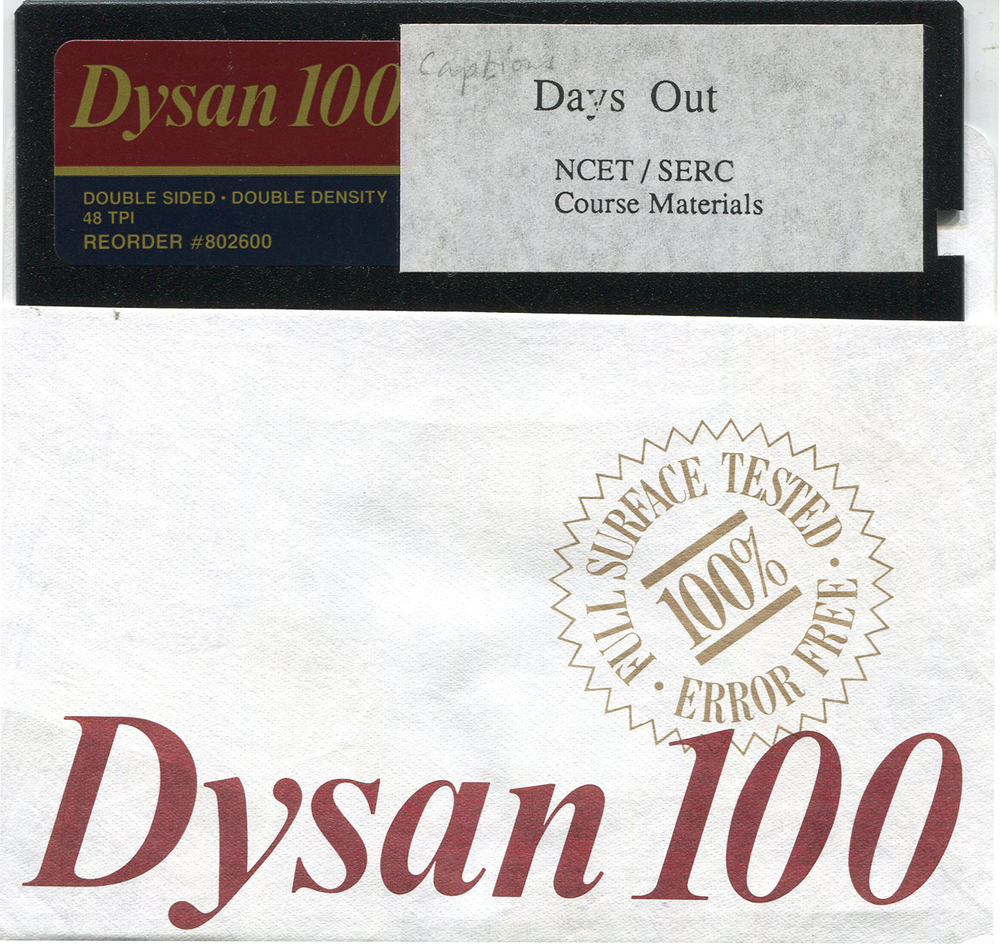 Dysan 100
DOUBLE SIDED · DOUBLE DENSITY
48 TPI
REORDER #802600
Captions
Days Out
NCET / SERC
Course Materials
FULL SURFACE TESTED • ERROR FREE •
100%
Dysan 100